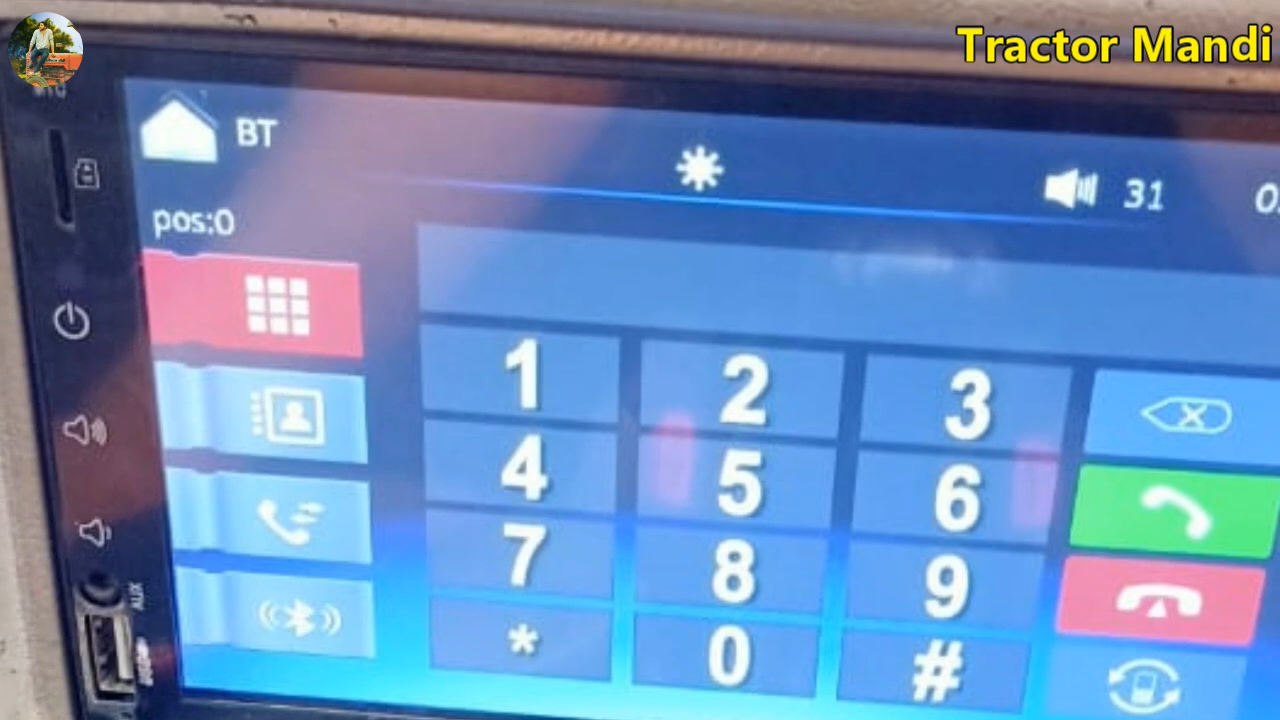 Tractor Mandi
BT
31
pos:0
1 2 3
4 5 6
7 8 9
* 0 #
AUX